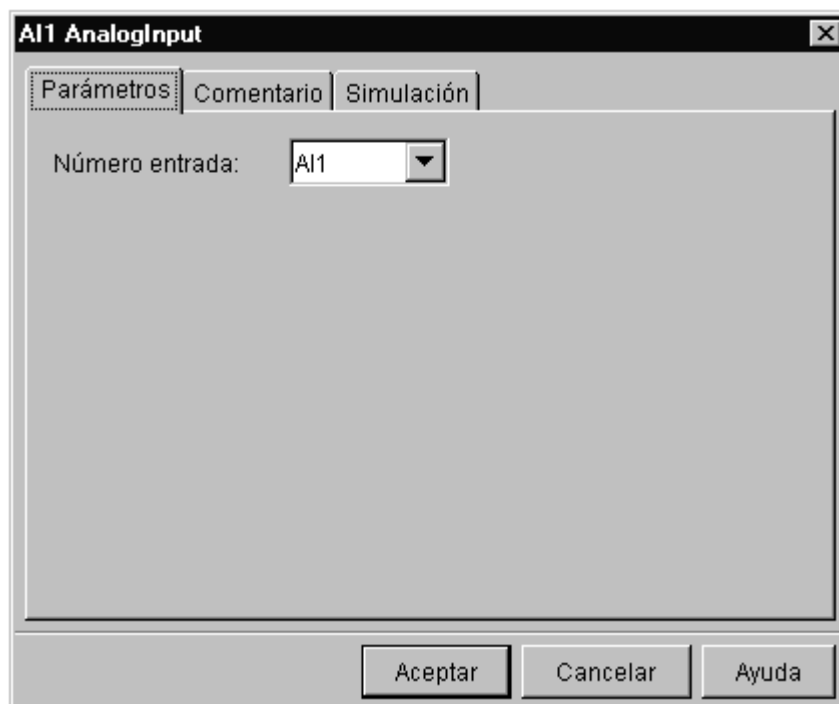 AI1 AnalogInput
Parámetros Comentario Simulación
Número entrada: AI1
Aceptar Cancelar Ayuda